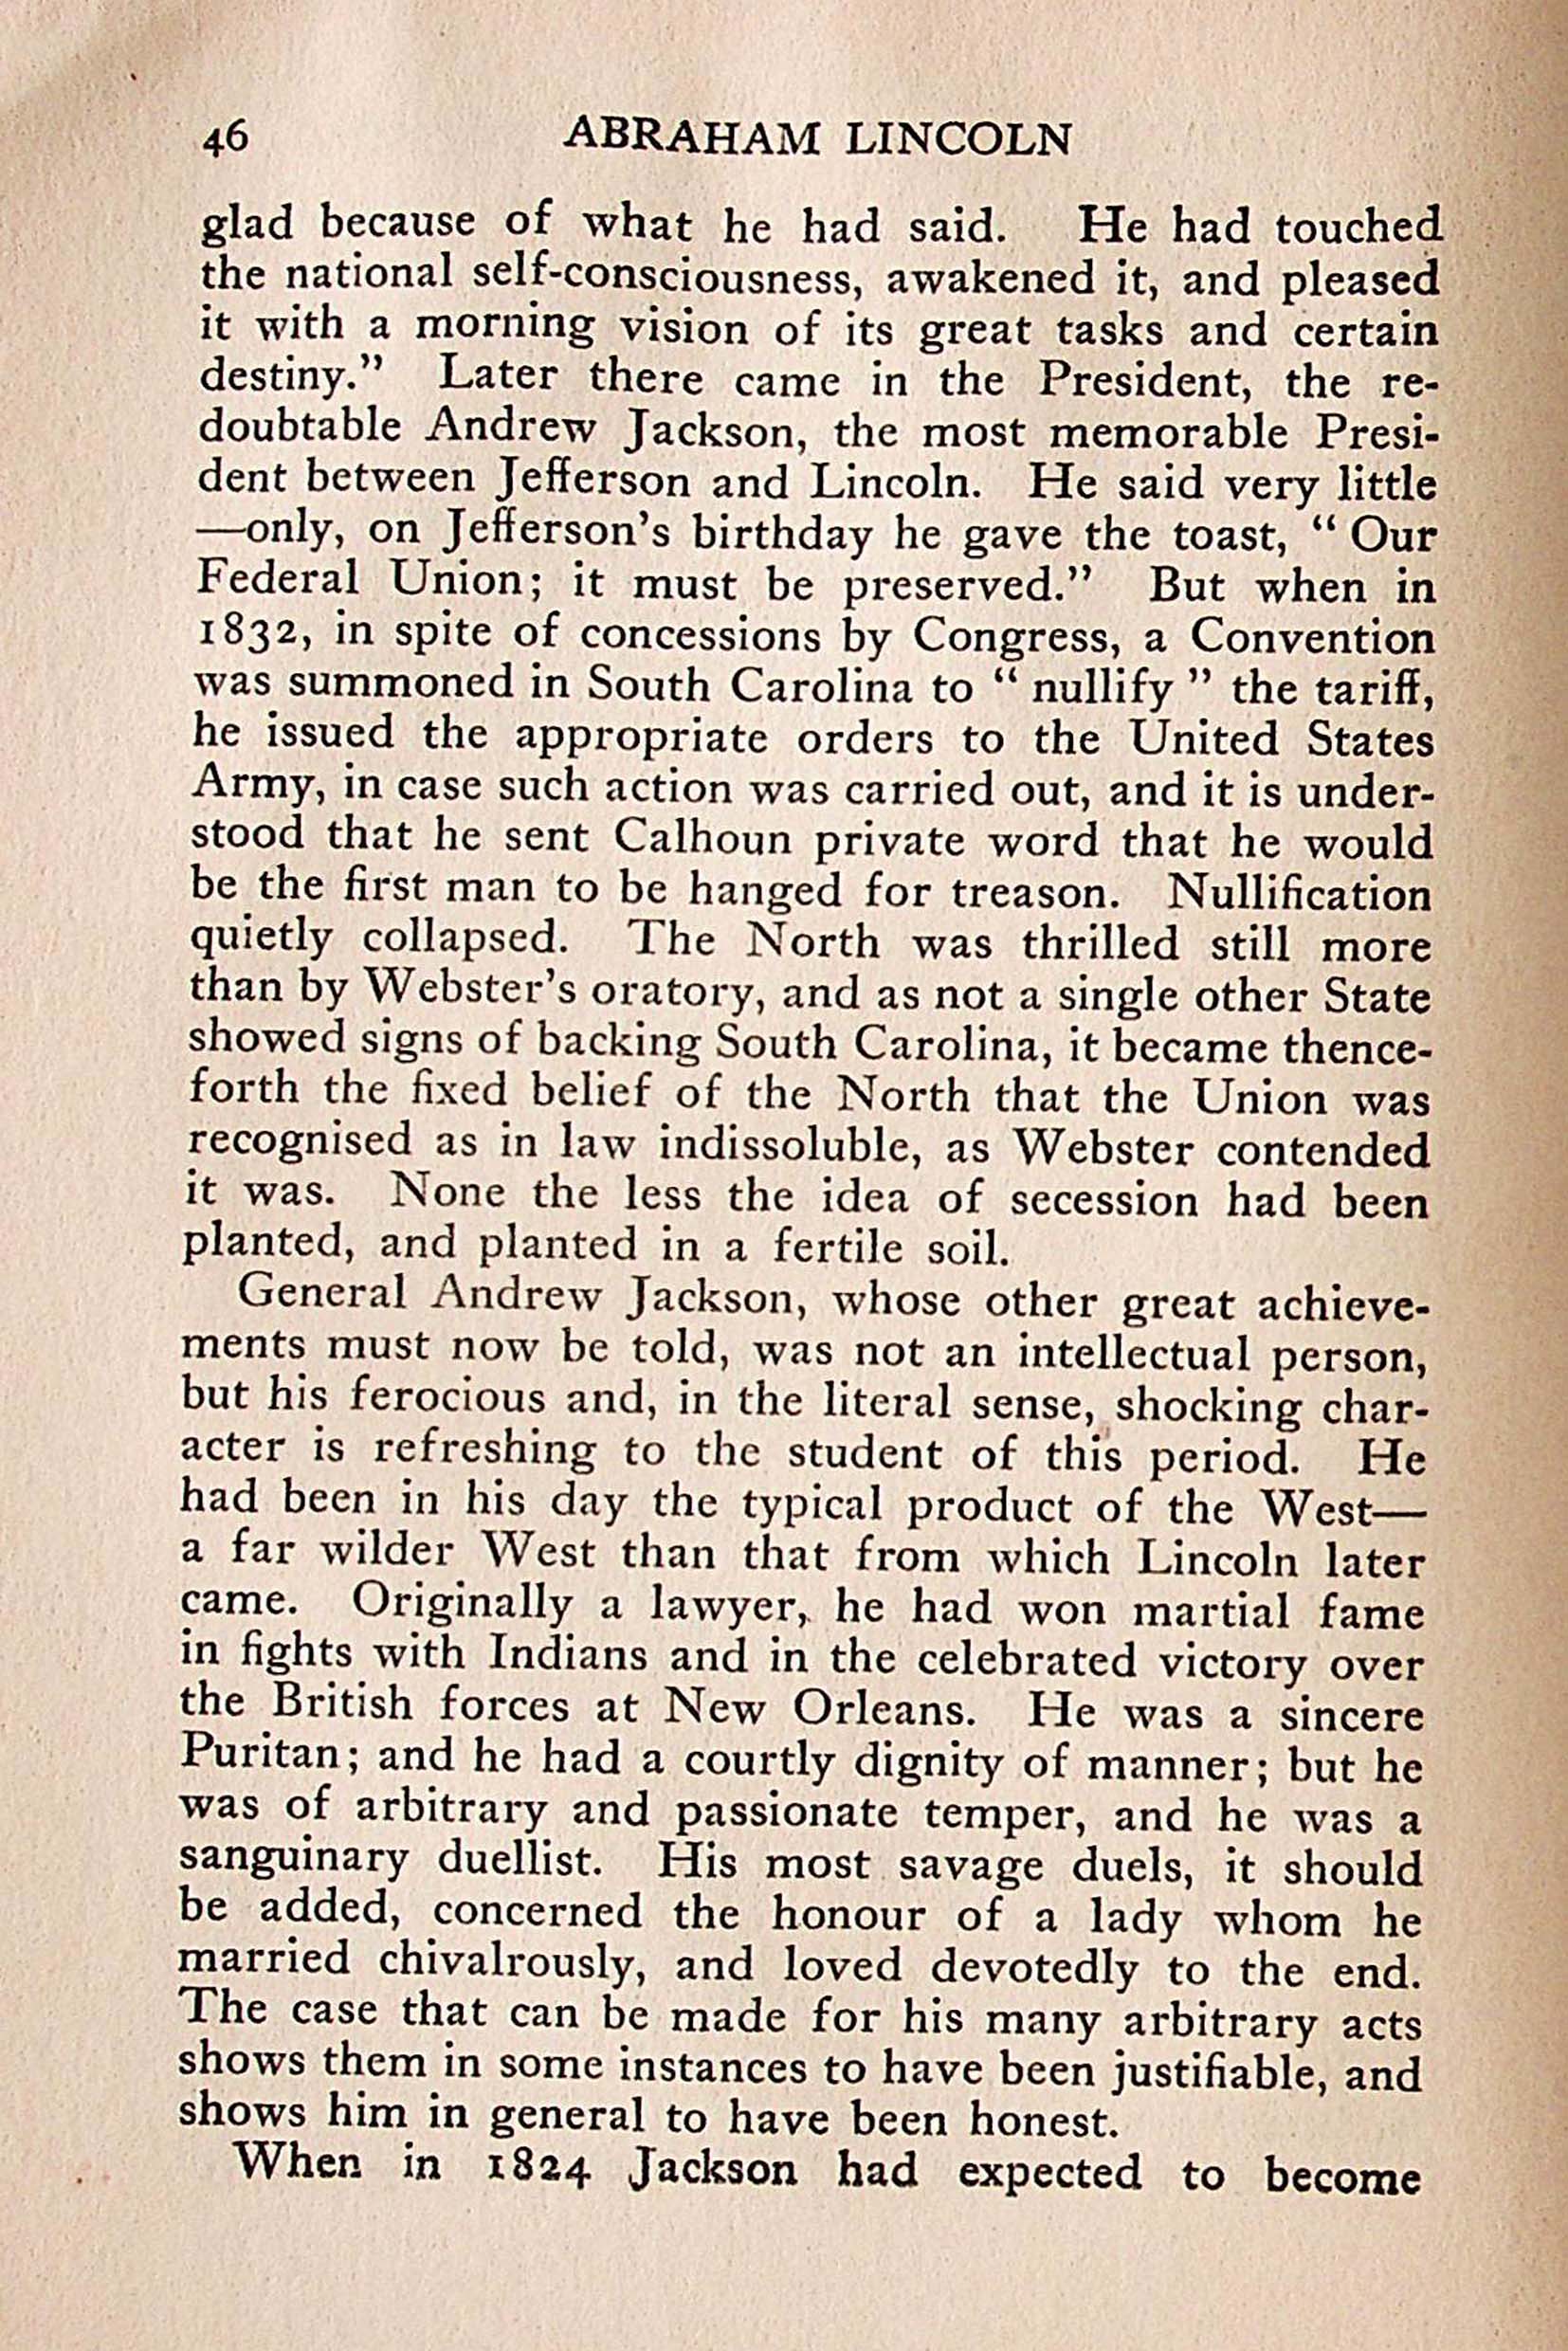 46 ABRAHAM LINCOLN
glad because of what he had said. He had touched
the national self-consciousness, awakened it, and pleased
it with a morning vision of its great tasks and certain
destiny.” Later there came in the President, the re-
doubtable Andrew Jackson, the most memorable Presi-
dent between Jefferson and Lincoln. He said very little
—only, on Jefferson's birthday he gave the toast, “ Our
Federal Union; it must be preserved.” But when in
1832, in spite of concessions by Congress, a Convention
was summoned in South Carolina to “ nullify ” the tariff,
he issued the appropriate orders to the United States
Army, in case such action was carried out, and it is under-
stood that he sent Calhoun private word that he would
be the first man to be hanged for treason. Nullification
quietly collapsed. The North was thrilled still more
than by Webster's oratory, and as not a single other State
showed signs of backing South Carolina, it became thence-
forth the fixed belief of the North that the Union was
recognised as in law indissoluble, as Webster contended
it was. None the less the idea of secession had been
planted, and planted in a fertile soil.
General Andrew Jackson, whose other great achieve-
ments must now be told, was not an intellectual person,
but his ferocious and, in the literal sense, shocking char-
acter is refreshing to the student of this period. He
had been in his day the typical product of the West—
a far wilder West than that from which Lincoln later
came. Originally a lawyer, he had won martial fame
in fights with Indians and in the celebrated victory over
the British forces at New Orleans. He was a sincere
Puritan; and he had a courtly dignity of manner; but he
was of arbitrary and passionate temper, and he was a
sanguinary duellist. His most savage duels, it should
be added, concerned the honour of a lady whom he
married chivalrously, and loved devotedly to the end.
The case that can be made for his many arbitrary acts
shows them in some instances to have been justifiable, and
shows him in general to have been honest.
When in 1824 Jackson had expected to become